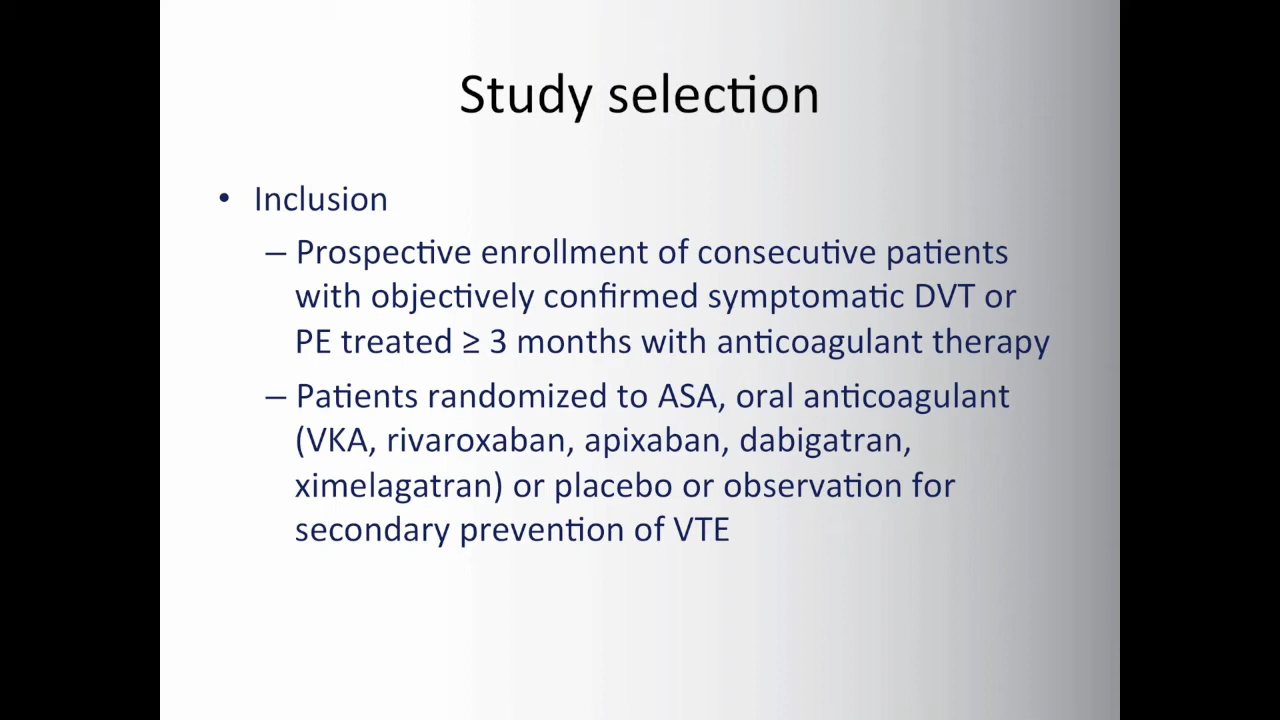 Study selection
• Inclusion
– Prospective enrollment of consecutive patients
with objectively confirmed symptomatic DVT or
PE treated ≥ 3 months with anticoagulant therapy
– Patients randomized to ASA, oral anticoagulant
(VKA, rivaroxaban, apixaban, dabigatran,
ximelagatran) or placebo or observation for
secondary prevention of VTE